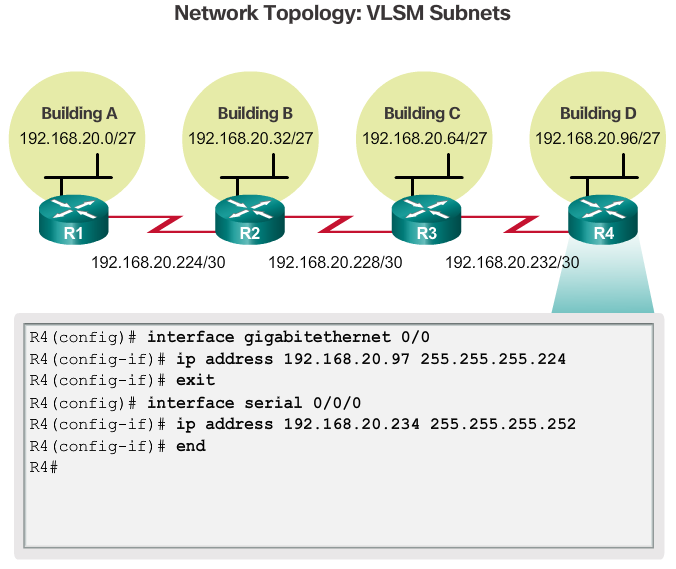 Network Topology: VLSM Subnets
Building A
192.168.20.0/27
Building B
192.168.20.32/27
Building C
192.168.20.64/27
Building D
192.168.20.96/27
R1
R2
R3
R4
192.168.20.224/30
192.168.20.228/30
192.168.20.232/30
R4(config)# interface gigabitethernet 0/0
R4(config-if)# ip address 192.168.20.97 255.255.255.224
R4(config-if)# exit
R4(config)# interface serial 0/0/0
R4(config-if)# ip address 192.168.20.234 255.255.255.252
R4(config-if)# end
R4#